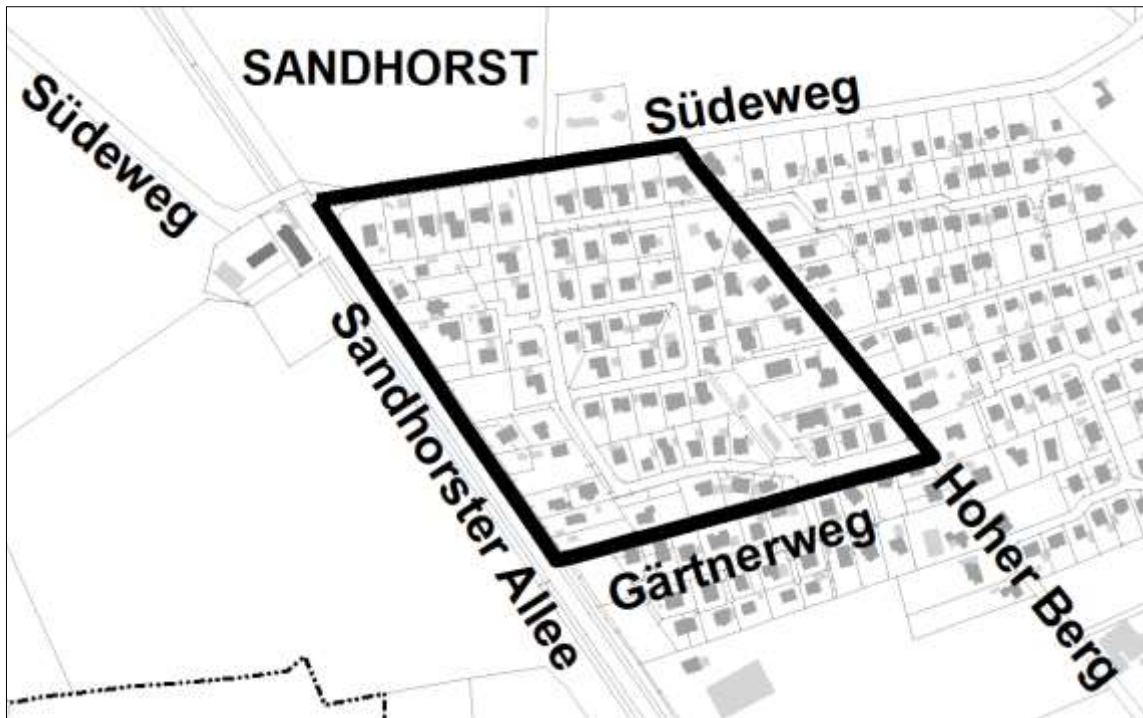 SANDHORST
Südeweg
Südeweg
Sandhorster Allee
Gärtnerweg
Hoher Berg